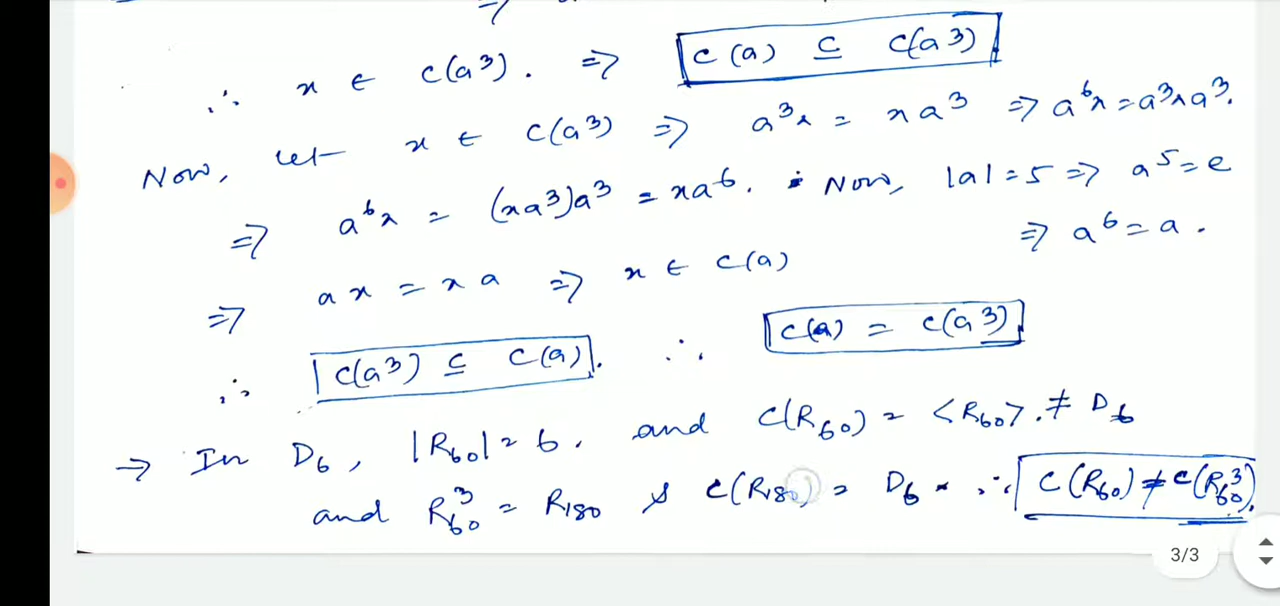 ⇒
∴ x ∈ C(a³). ⇒ C(a) ⊆ C(a³)
Now, let x ∈ C(a³) ⇒ a³x = xa³ ⇒ a⁶x = a³xa³.
⇒ a⁶x = (xa³)a³ = xa⁶. Now, |a| = 5 ⇒ a⁵ = e
⇒ a⁶ = a.
⇒ ax = xa ⇒ x ∈ C(a)
∴ C(a³) ⊆ C(a). ∴ C(a) = C(a³)
→ In D₆, |R₆₀| = 6. and C(R₆₀) = <R₆₀>. ≠ D₆
and R₆₀³ = R₁₈₀ & C(R₁₈₀) = D₆. ∴ C(R₆₀) ≠ C(R₆₀³).
3/3